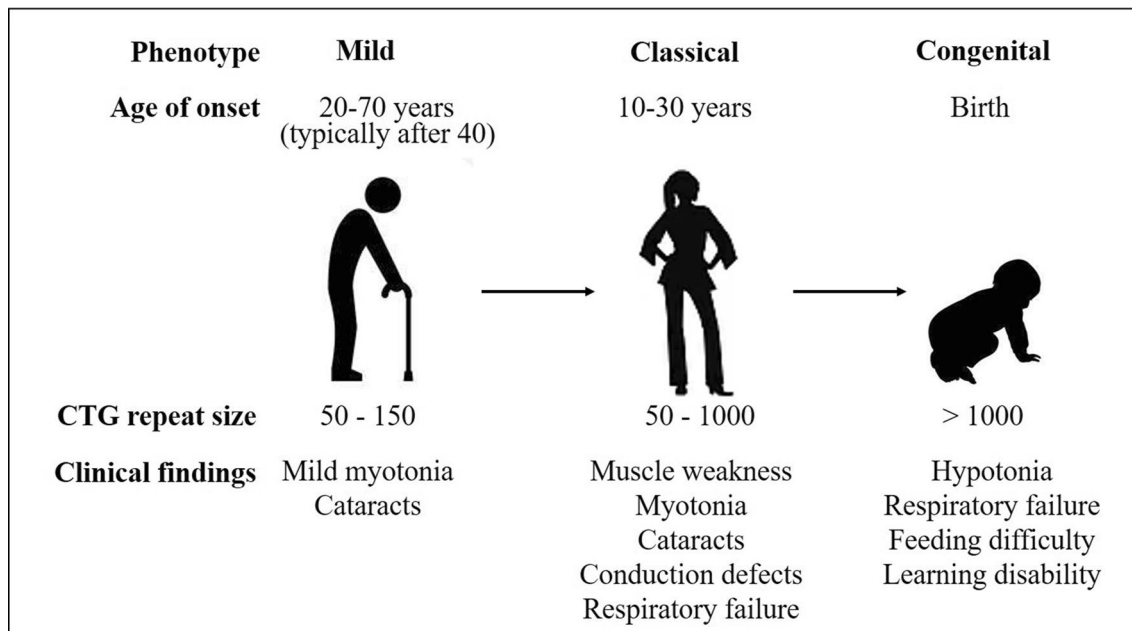 Phenotype Mild Classical Congenital
Age of onset 20-70 years 10-30 years Birth
(typically after 40)
CTG repeat size 50 - 150 50 - 1000 > 1000
Clinical findings Mild myotonia Muscle weakness Hypotonia
Cataracts Myotonia Respiratory failure
Cataracts Feeding difficulty
Conduction defects Learning disability
Respiratory failure